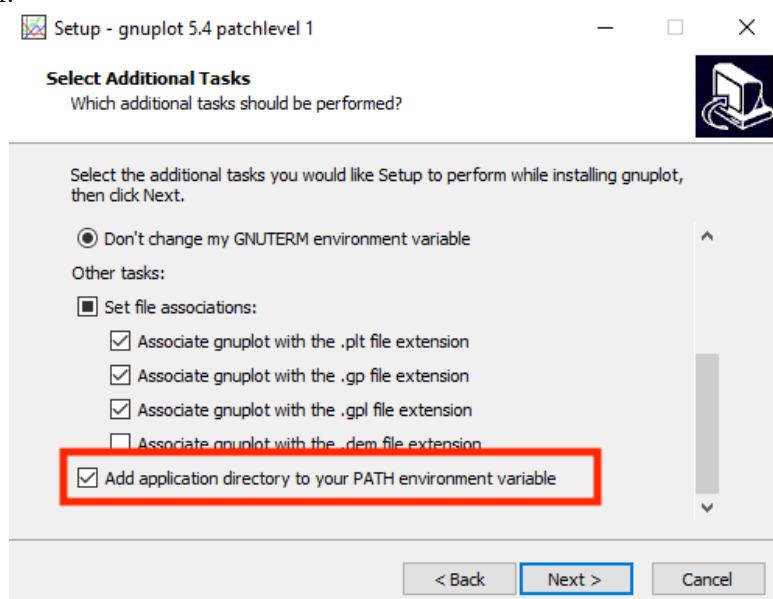 Setup - gnuplot 5.4 patchlevel 1
Select Additional Tasks
Which additional tasks should be performed?
Select the additional tasks you would like Setup to perform while installing gnuplot,
then click Next.
Don't change my GNUTERM environment variable
Other tasks:
Set file associations:
Associate gnuplot with the .plt file extension
Associate gnuplot with the .gp file extension
Associate gnuplot with the .gpl file extension
Associate gnuplot with the .dem file extension
Add application directory to your PATH environment variable
< Back Next > Cancel